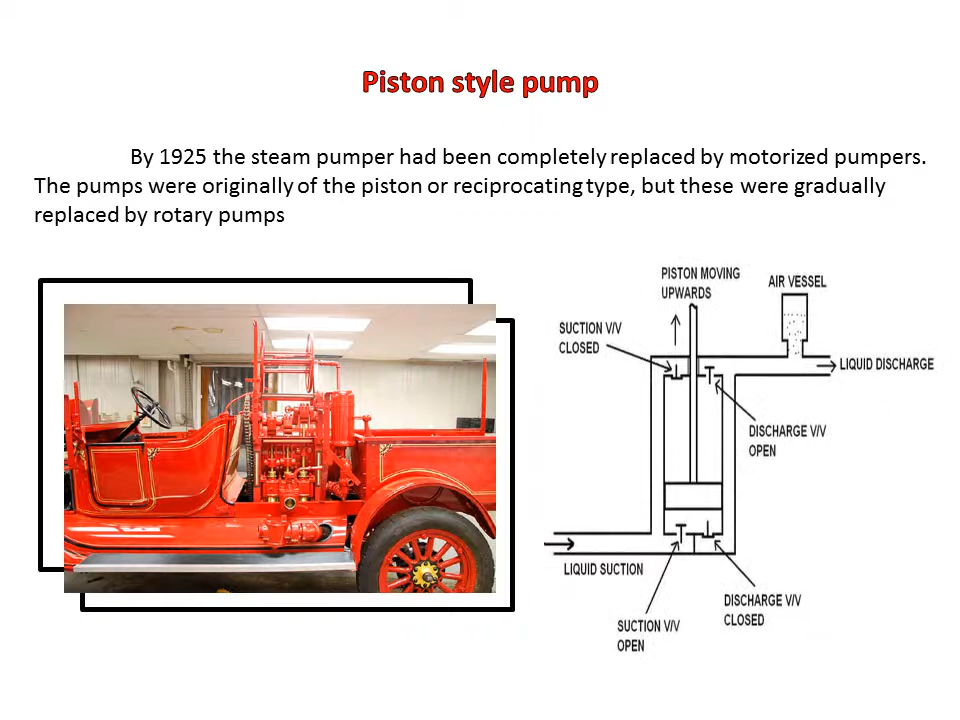 Piston style pump
By 1925 the steam pumper had been completely replaced by motorized pumpers.
The pumps were originally of the piston or reciprocating type, but these were gradually
replaced by rotary pumps
PISTON MOVING
UPWARDS
AIR VESSEL
SUCTION V/V
CLOSED
LIQUID DISCHARGE
DISCHARGE V/V
OPEN
LIQUID SUCTION
DISCHARGE V/V
CLOSED
SUCTION V/V
OPEN